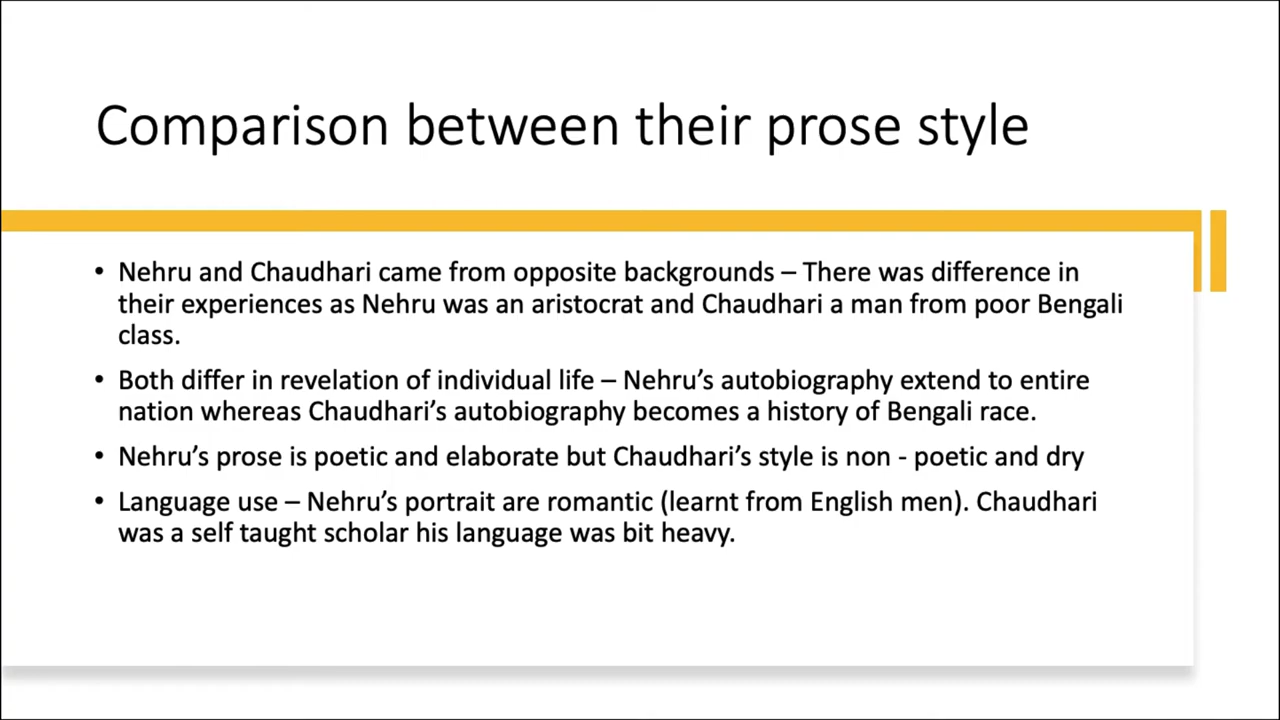 Comparison between their prose style
• Nehru and Chaudhari came from opposite backgrounds – There was difference in
their experiences as Nehru was an aristocrat and Chaudhari a man from poor Bengali
class.
• Both differ in revelation of individual life – Nehru’s autobiography extend to entire
nation whereas Chaudhari’s autobiography becomes a history of Bengali race.
• Nehru’s prose is poetic and elaborate but Chaudhari’s style is non - poetic and dry
• Language use – Nehru’s portrait are romantic (learnt from English men). Chaudhari
was a self taught scholar his language was bit heavy.